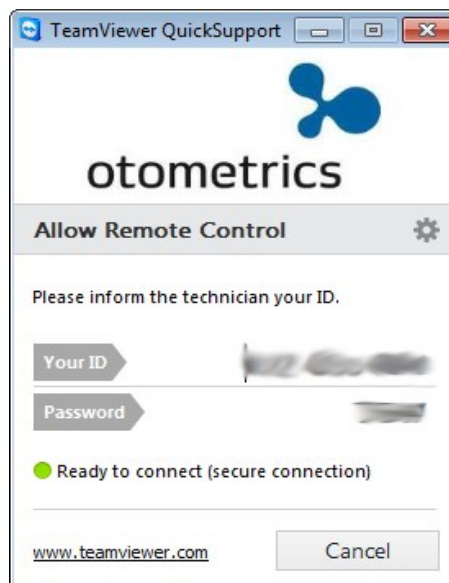 TeamViewer QuickSupport
otometrics
Allow Remote Control
Please inform the technician your ID.
Your ID
Password
Ready to connect (secure connection)
www.teamviewer.com
Cancel